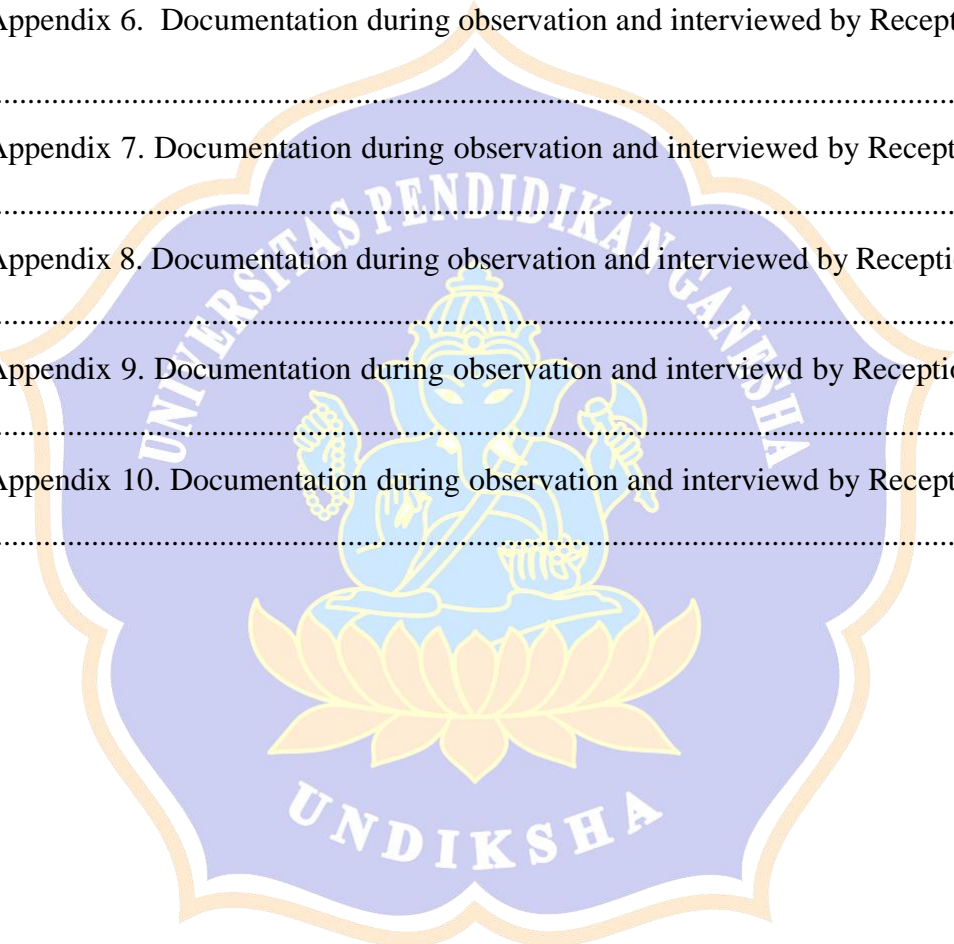 Appendix 6. Documentation during observation and interviewed by Recept
................................................................................................................
Appendix 7. Documentation during observation and interviewed by Recept
................................................................................................................
Appendix 8. Documentation during observation and interviewed by Receptio
................................................................................................................
Appendix 9. Documentation during observation and interviewd by Receptio
................................................................................................................
Appendix 10. Documentation during observation and interviewd by Recept
................................................................................................................
UNIVERSITAS PENDIDIKAN GANESHA
UNDIKSHA